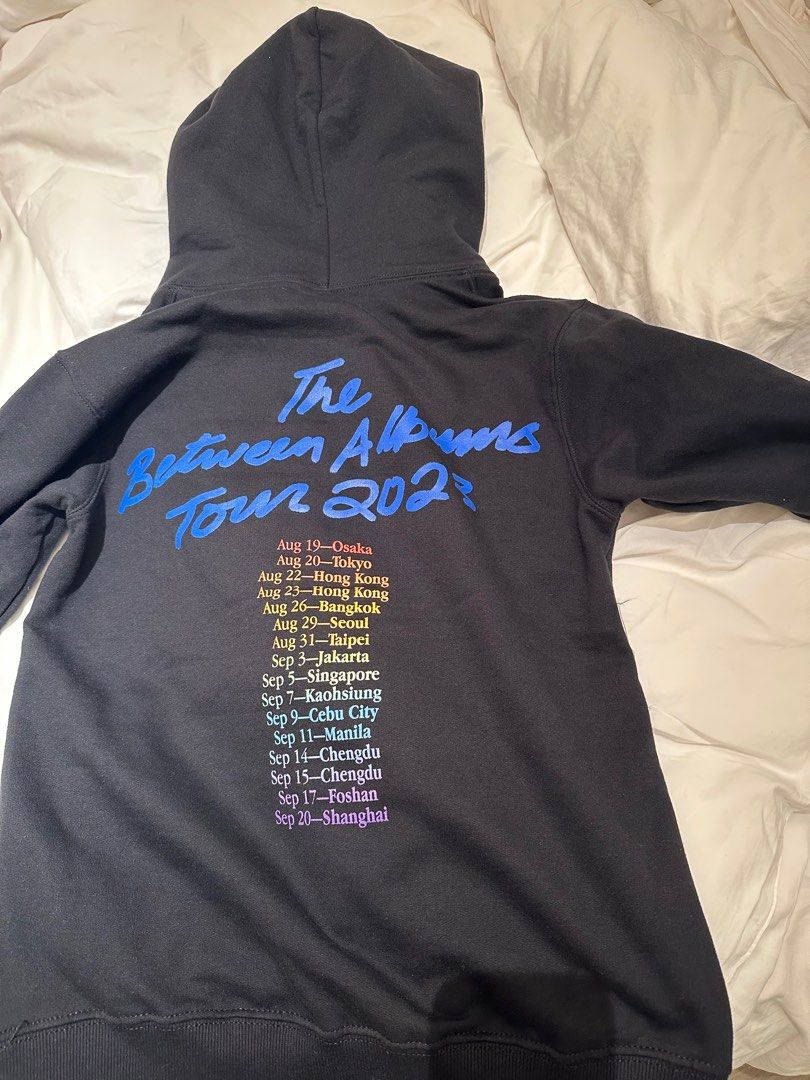 The
Between Albums
Tour 2023
Aug 19—Osaka
Aug 20—Tokyo
Aug 22—Hong Kong
Aug 23—Hong Kong
Aug 26—Bangkok
Aug 29—Seoul
Aug 31—Taipei
Sep 3—Jakarta
Sep 5—Singapore
Sep 7—Kaohsiung
Sep 9—Cebu City
Sep 11—Manila
Sep 14—Chengdu
Sep 15—Chengdu
Sep 17—Foshan
Sep 20—Shanghai